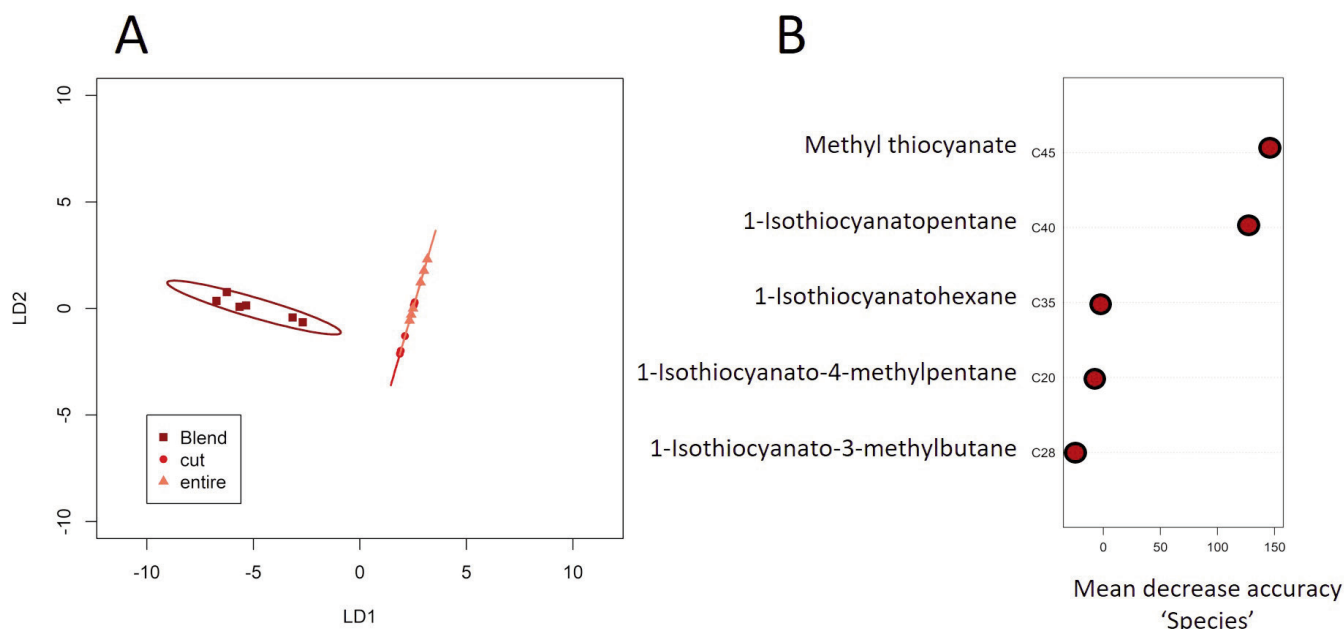 A
10
5
0
-5
-10
LD2
Blend
cut
entire
-10
-5
0
5
10
LD1
B
Methyl thiocyanate C45
1-Isothiocyanatopentane C40
1-Isothiocyanatohexane C35
1-Isothiocyanato-4-methylpentane C20
1-Isothiocyanato-3-methylbutane C28
0
50
100
150
Mean decrease accuracy
‘Species’